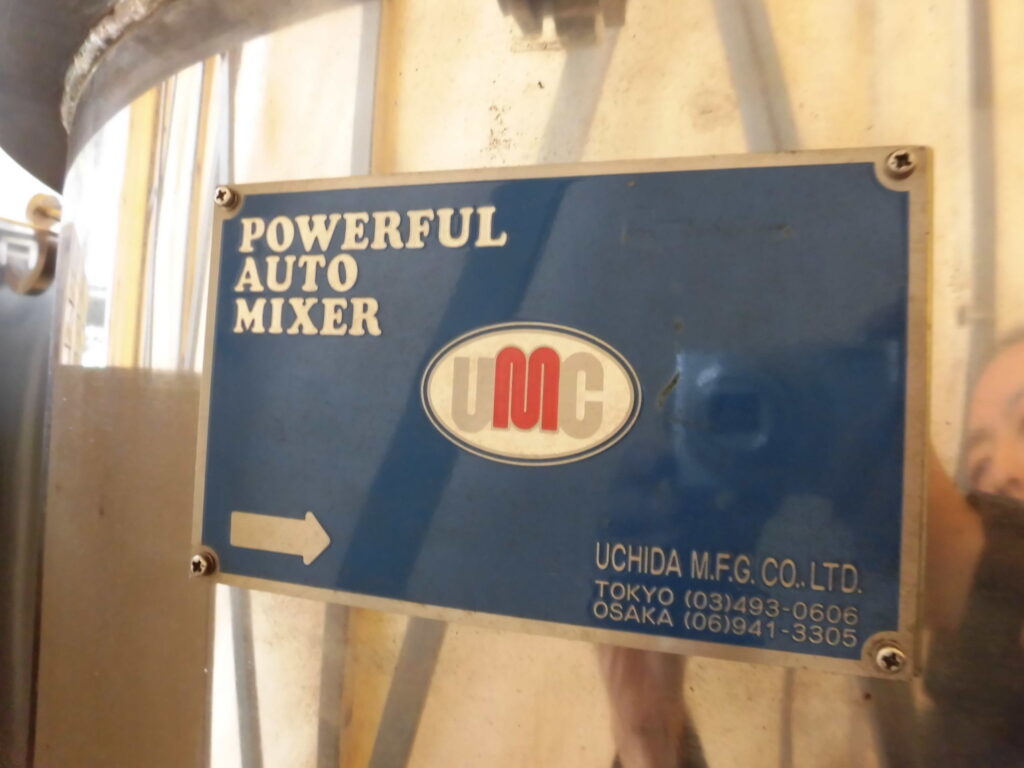 POWERFUL
AUTO
MIXER
UMC
UCHIDA M.F.G. CO., LTD.
TOKYO (03)493-0606
OSAKA (06)941-3305